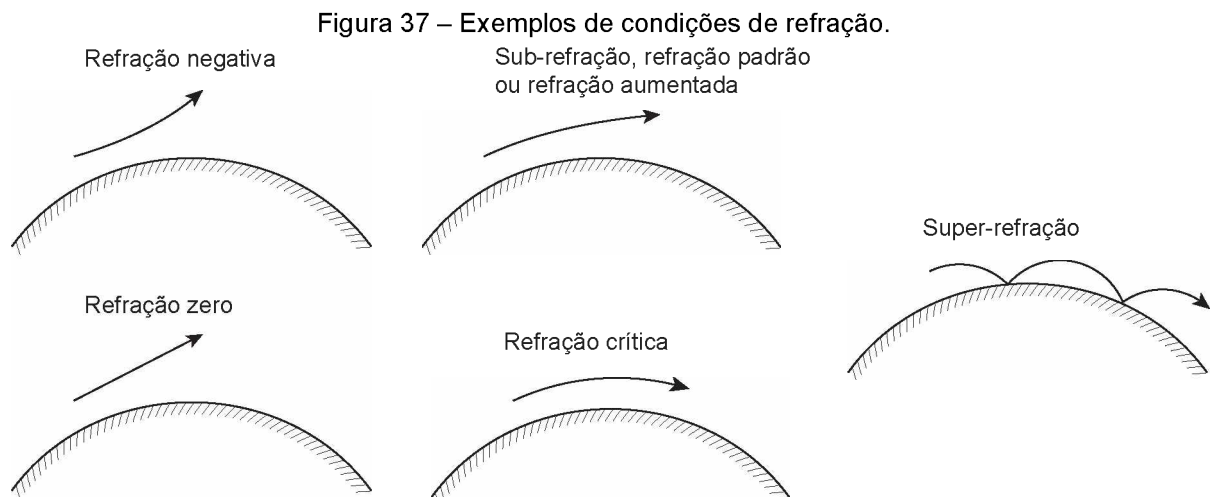 Figura 37 – Exemplos de condições de refração.
Refração negativa
Sub-refração, refração padrão
ou refração aumentada
Super-refração
Refração zero
Refração crítica